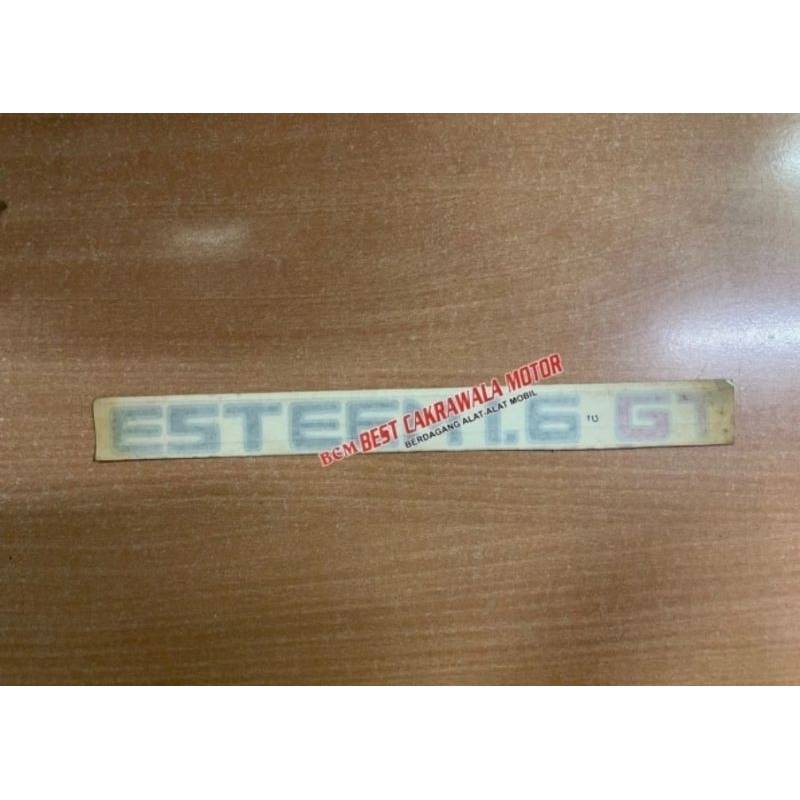 ESTEEM 1.6 GT
BCM BEST CAKRAWALA MOTOR
BERDAGANG ALAT-ALAT MOBIL